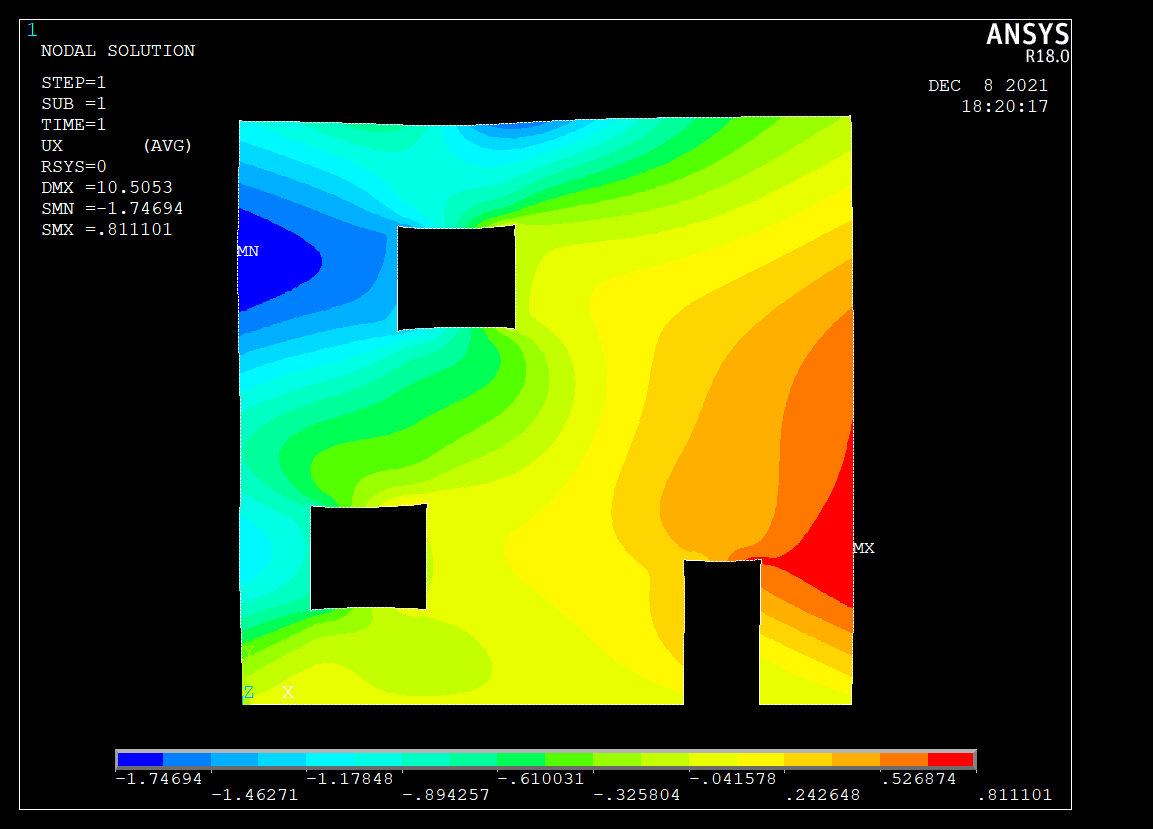 1
ANSYS
R18.0
NODAL SOLUTION
STEP=1
SUB =1
TIME=1
UX (AVG)
RSYS=0
DMX =10.5053
SMN =-1.74694
SMX =.811101
DEC 8 2021
18:20:17
MN
MX
Y
Z X
-1.74694 -1.17848 -.610031 -.041578 .526874
-1.46271 -.894257 -.325804 .242648 .811101